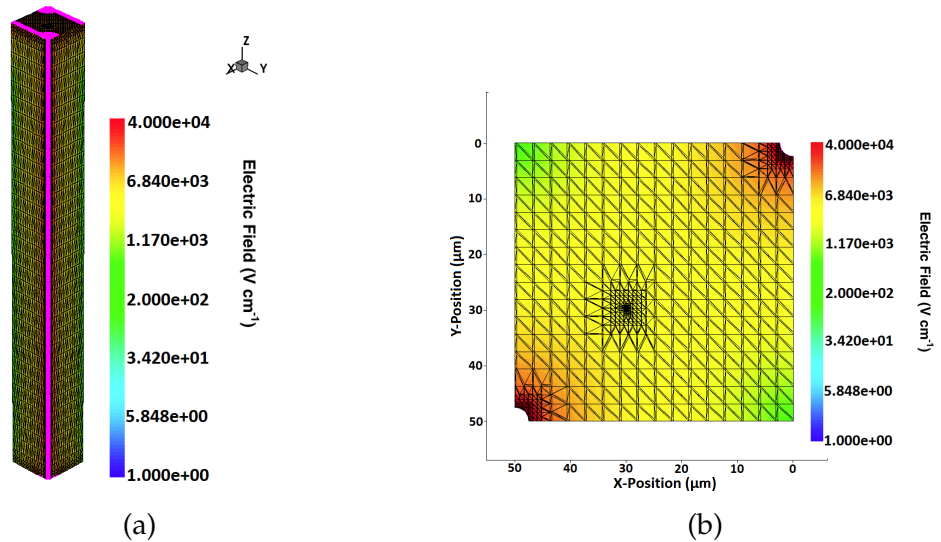 Z
X
Y
4.000e+04
6.840e+03
1.170e+03
2.000e+02
3.420e+01
5.848e+00
1.000e+00
Electric Field (V cm⁻¹)
(a)
0
10
20
30
40
50
Y-Position (µm)
50
40
30
20
10
0
X-Position (µm)
4.000e+04
6.840e+03
1.170e+03
2.000e+02
3.420e+01
5.848e+00
1.000e+00
Electric Field (V cm⁻¹)
(b)